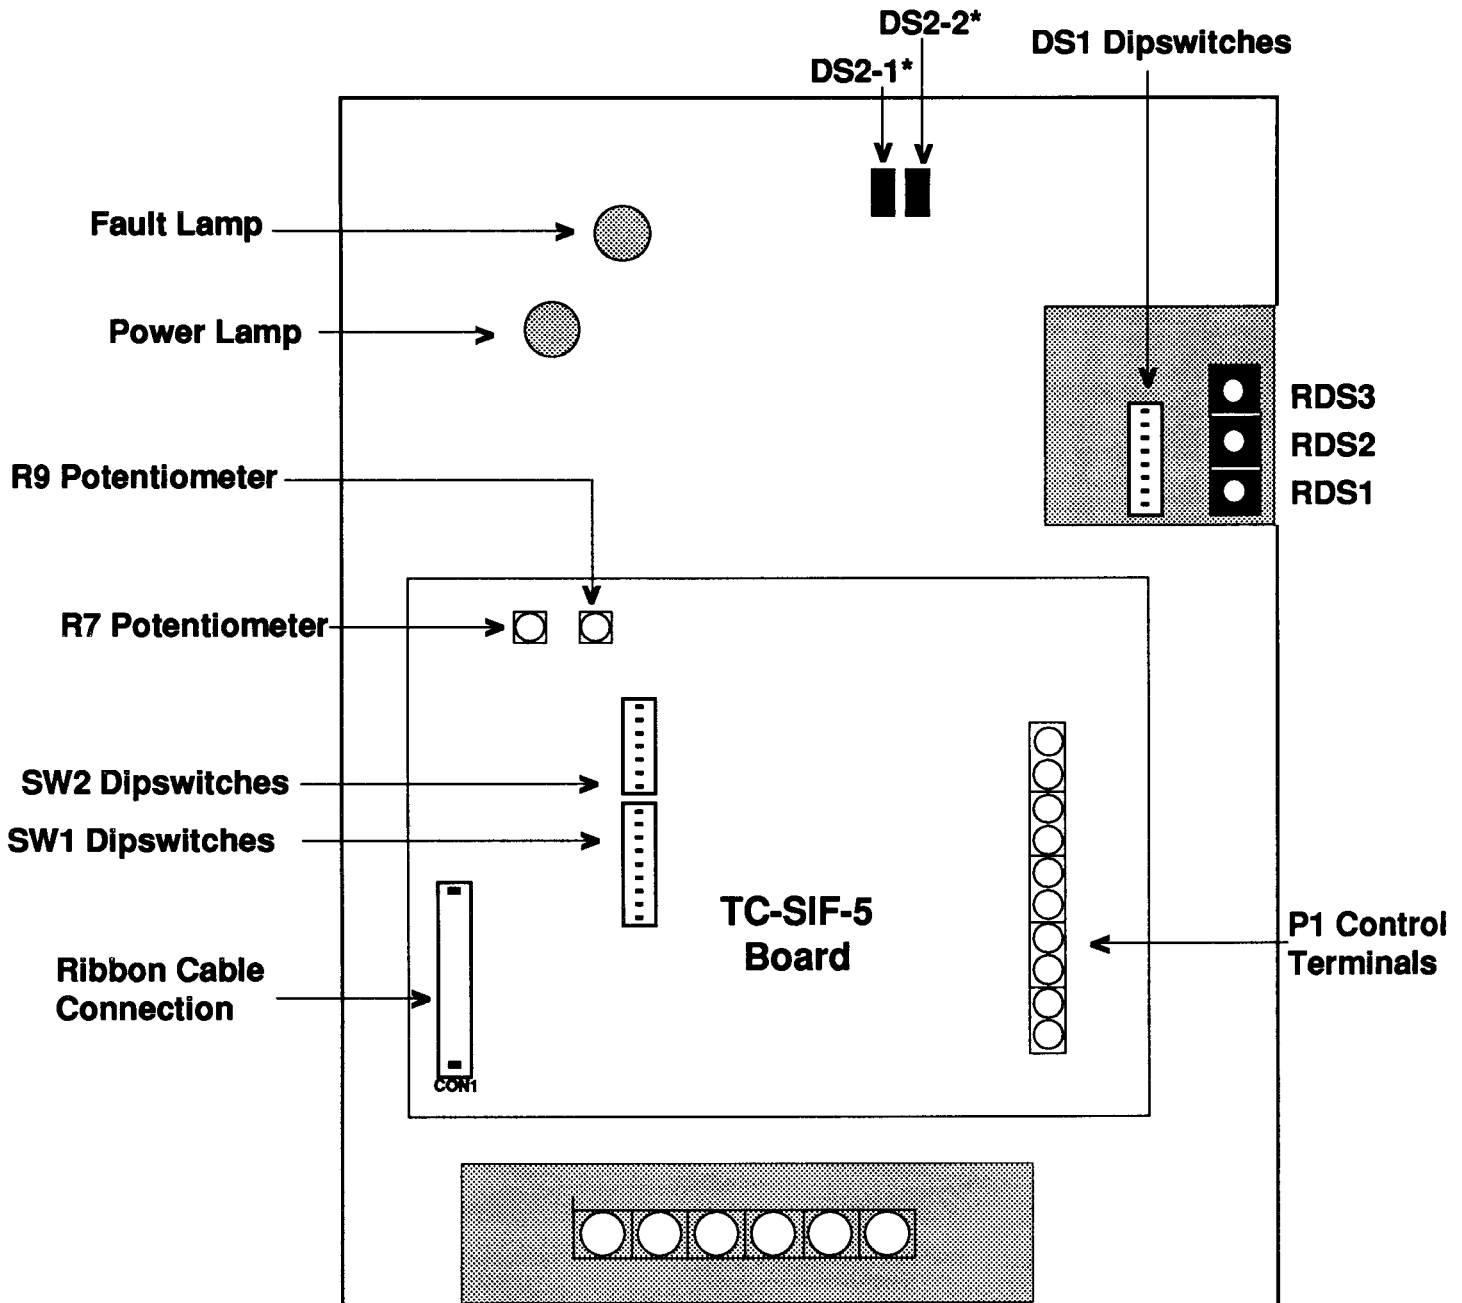 DS2-2*
DS2-1*
DS1 Dipswitches
Fault Lamp
Power Lamp
RDS3
RDS2
RDS1
R9 Potentiometer
R7 Potentiometer
SW2 Dipswitches
SW1 Dipswitches
TC-SIF-5
Board
P1 Control
Terminals
Ribbon Cable
Connection
CON1